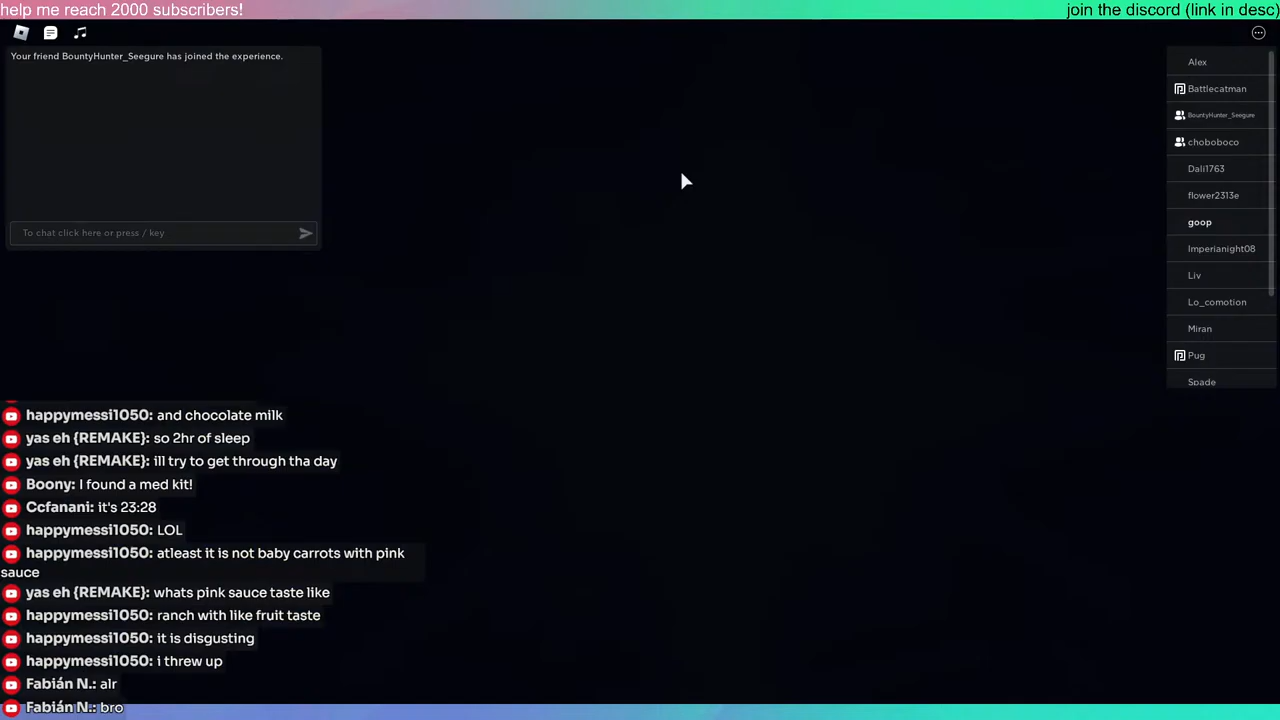 help me reach 2000 subscribers!
join the discord (link in desc)
Your friend BountyHunter_Seegure has joined the experience.
To chat click here or press / key
Alex
Battlecatman
BountyHunter_Seegure
choboboco
Dali1763
flower2313e
goop
Imperianight08
Liv
Lo_comotion
Miran
Pug
Spade
happymessi1050: and chocolate milk
yas eh {REMAKE}: so 2hr of sleep
yas eh {REMAKE}: ill try to get through tha day
Boony: I found a med kit!
Ccfanani: it's 23:28
happymessi1050: LOL
happymessi1050: atleast it is not baby carrots with pink
sauce
yas eh {REMAKE}: whats pink sauce taste like
happymessi1050: ranch with like fruit taste
happymessi1050: it is disgusting
happymessi1050: i threw up
Fabián N.: alr
Fabián N.: bro